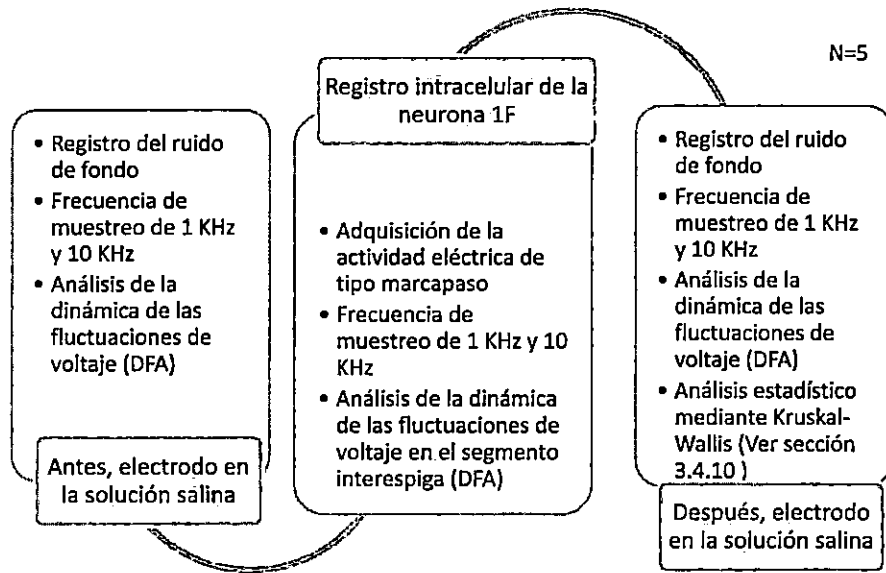 N=5
• Registro del ruido
de fondo
• Frecuencia de
muestreo de 1 KHz
y 10 KHz
• Análisis de la
dinámica de las
fluctuaciones de
voltaje (DFA)
Antes, electrodo en
la solución salina
Registro intracelular de la
neurona 1F
• Adquisición de la
actividad eléctrica de
tipo marcapaso
• Frecuencia de
muestreo de 1 KHz y 10
KHz
• Análisis de la dinámica
de las fluctuaciones de
voltaje en el segmento
interespiga (DFA)
• Registro del ruido
de fondo
• Frecuencia de
muestreo de 1 KHz
y 10 KHz
• Análisis de la
dinámica de las
fluctuaciones de
voltaje (DFA)
• Análisis estadístico
mediante Kruskal-
Wallis (Ver sección
3.4.10 )
Después, electrodo
en la solución salina